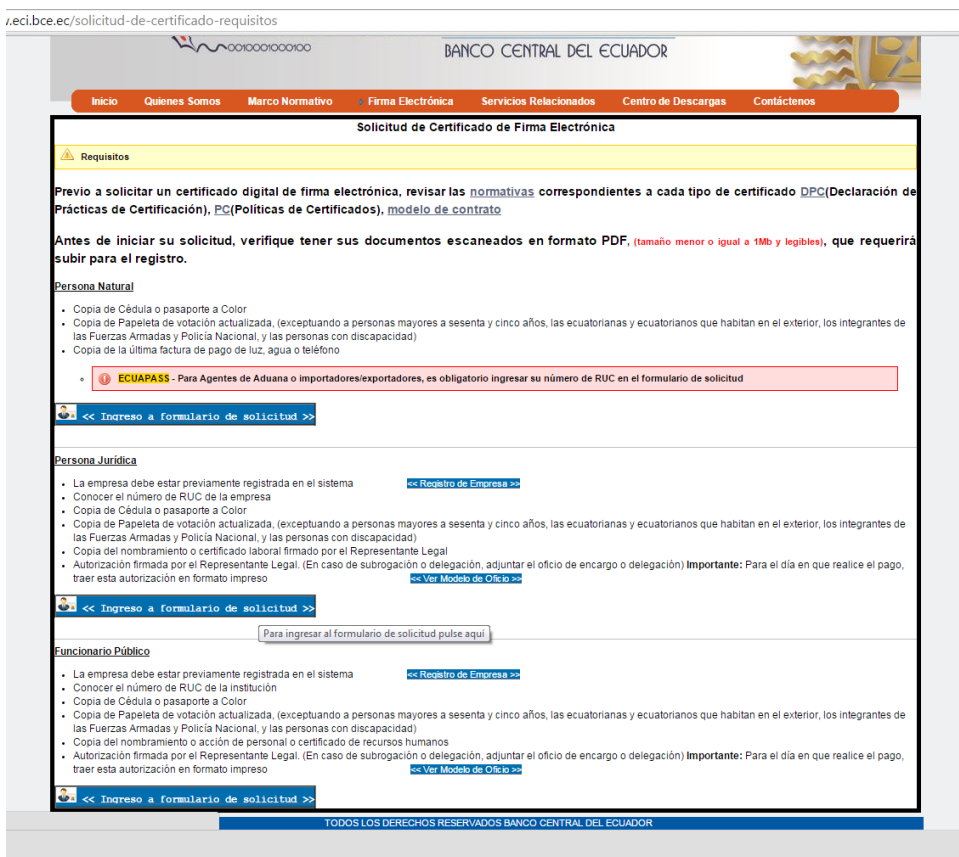 v.eci.bce.ec/solicitud-de-certificado-requisitos
0010001000100
BANCO CENTRAL DEL ECUADOR
Inicio Quienes Somos Marco Normativo Firma Electrónica Servicios Relacionados Centro de Descargas Contáctenos
Solicitud de Certificado de Firma Electrónica
Requisitos
Previo a solicitar un certificado digital de firma electrónica, revisar las normativas correspondientes a cada tipo de certificado DPC(Declaración de
Prácticas de Certificación), PC(Políticas de Certificados), modelo de contrato
Antes de iniciar su solicitud, verifique tener sus documentos escaneados en formato PDF, (tamaño menor o igual a 1Mb y legibles), que requerirá
subir para el registro.
Persona Natural
Copia de Cédula o pasaporte a Color
Copia de Papeleta de votación actualizada, (exceptuando a personas mayores a sesenta y cinco años, las ecuatorianas y ecuatorianos que habitan en el exterior, los integrantes de
las Fuerzas Armadas y Policía Nacional, y las personas con discapacidad)
Copia de la última factura de pago de luz, agua o teléfono
ECUAPASS - Para Agentes de Aduana o importadores/exportadores, es obligatorio ingresar su número de RUC en el formulario de solicitud
<< Ingreso a formulario de solicitud >>
Persona Jurídica
La empresa debe estar previamente registrada en el sistema << Registro de Empresa >>
Conocer el número de RUC de la empresa
Copia de Cédula o pasaporte a Color
Copia de Papeleta de votación actualizada, (exceptuando a personas mayores a sesenta y cinco años, las ecuatorianas y ecuatorianos que habitan en el exterior, los integrantes de
las Fuerzas Armadas y Policía Nacional, y las personas con discapacidad)
Copia del nombramiento o certificado laboral firmado por el Representante Legal
Autorización firmada por el Representante Legal. (En caso de subrogación o delegación, adjuntar el oficio de encargo o delegación) Importante: Para el día en que realice el pago,
traer esta autorización en formato impreso << Ver Modelo de Oficio >>
<< Ingreso a formulario de solicitud >>
Para ingresar al formulario de solicitud pulse aquí
Funcionario Público
La empresa debe estar previamente registrada en el sistema << Registro de Empresa >>
Conocer el número de RUC de la institución
Copia de Cédula o pasaporte a Color
Copia de Papeleta de votación actualizada, (exceptuando a personas mayores a sesenta y cinco años, las ecuatorianas y ecuatorianos que habitan en el exterior, los integrantes de
las Fuerzas Armadas y Policía Nacional, y las personas con discapacidad)
Copia del nombramiento o acción de personal o certificado de recursos humanos
Autorización firmada por el Representante Legal. (En caso de subrogación o delegación, adjuntar el oficio de encargo o delegación) Importante: Para el día en que realice el pago,
traer esta autorización en formato impreso << Ver Modelo de Oficio >>
<< Ingreso a formulario de solicitud >>
TODOS LOS DERECHOS RESERVADOS BANCO CENTRAL DEL ECUADOR